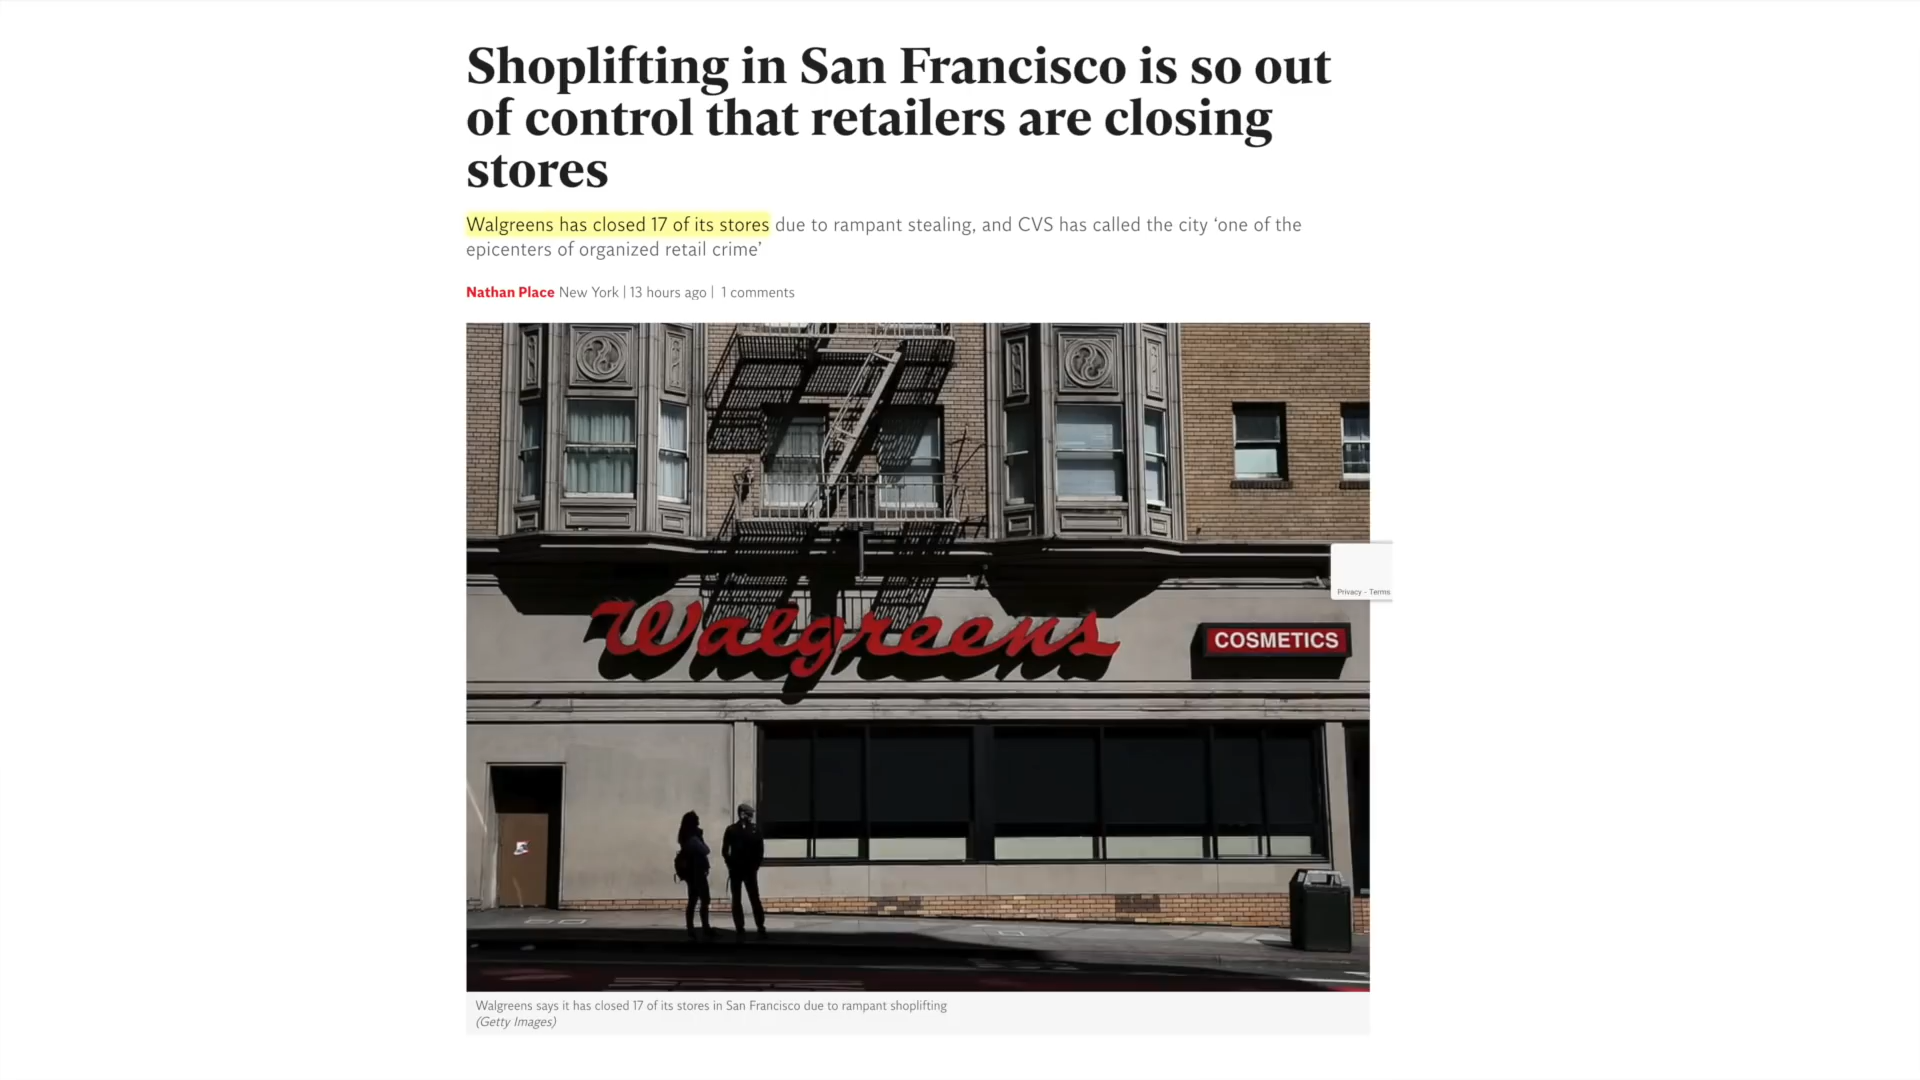 Shoplifting in San Francisco is so out
of control that retailers are closing
stores
Walgreens has closed 17 of its stores due to rampant stealing, and CVS has called the city ‘one of the
epicenters of organized retail crime’
Nathan Place New York | 13 hours ago | 1 comments
Walgreens
COSMETICS
Privacy - Terms
Walgreens says it has closed 17 of its stores in San Francisco due to rampant shoplifting
(Getty Images)